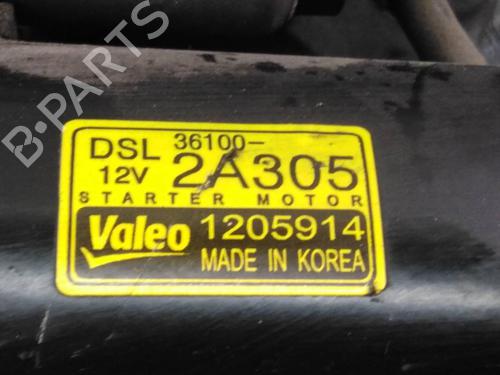 B-PARTS
DSL 36100-
12V 2A305
STARTER MOTOR
Valeo 1205914
MADE IN KOREA